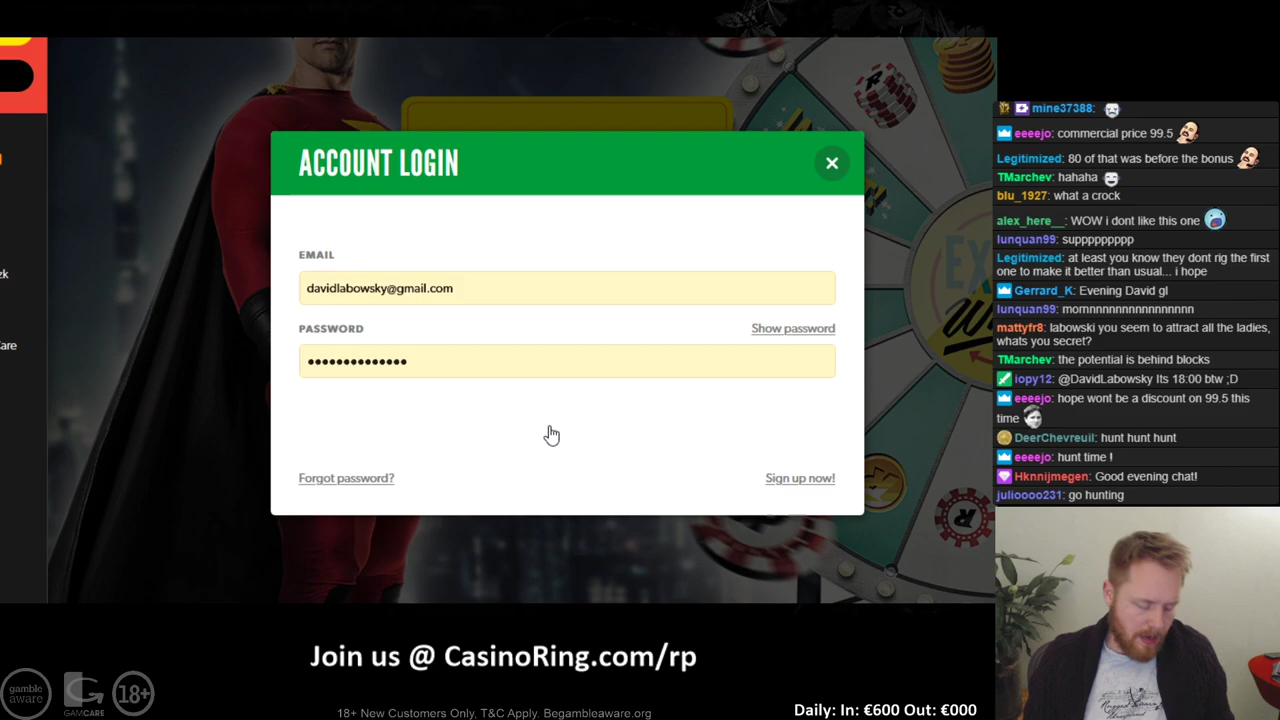 ACCOUNT LOGIN
EMAIL
davidlabowsky@gmail.com
PASSWORD
Show password
Forgot password?
Sign up now!
zk
Care
mine37388:
eeeejo: commercial price 99.5
Legitimized: 80 of that was before the bonus
TMarchev: hahaha
blu_1927: what a crock
alex_here__: WOW i dont like this one
lunquan99: supppppppp
Legitimized: at least you know they dont rig the first
one to make it better than usual... i hope
Gerrard_K: Evening David gl
lunquan99: mornnnnnnnnnnnnnnnn
mattyfr8: labowski you seem to attract all the ladies,
whats you secret?
TMarchev: the potential is behind blocks
iopy12: @DavidLabowsky Its 18:00 btw ;D
eeeejo: hope wont be a discount on 99.5 this
time
DeerChevreuil: hunt hunt hunt
eeeejo: hunt time !
Hknnijmegen: Good evening chat!
julioooo231: go hunting
Join us @ CasinoRing.com/rp
gamble
aware
GAMCARE
18+
18+ New Customers Only, T&C Apply. Begambleaware.org
Daily: In: €600 Out: €000